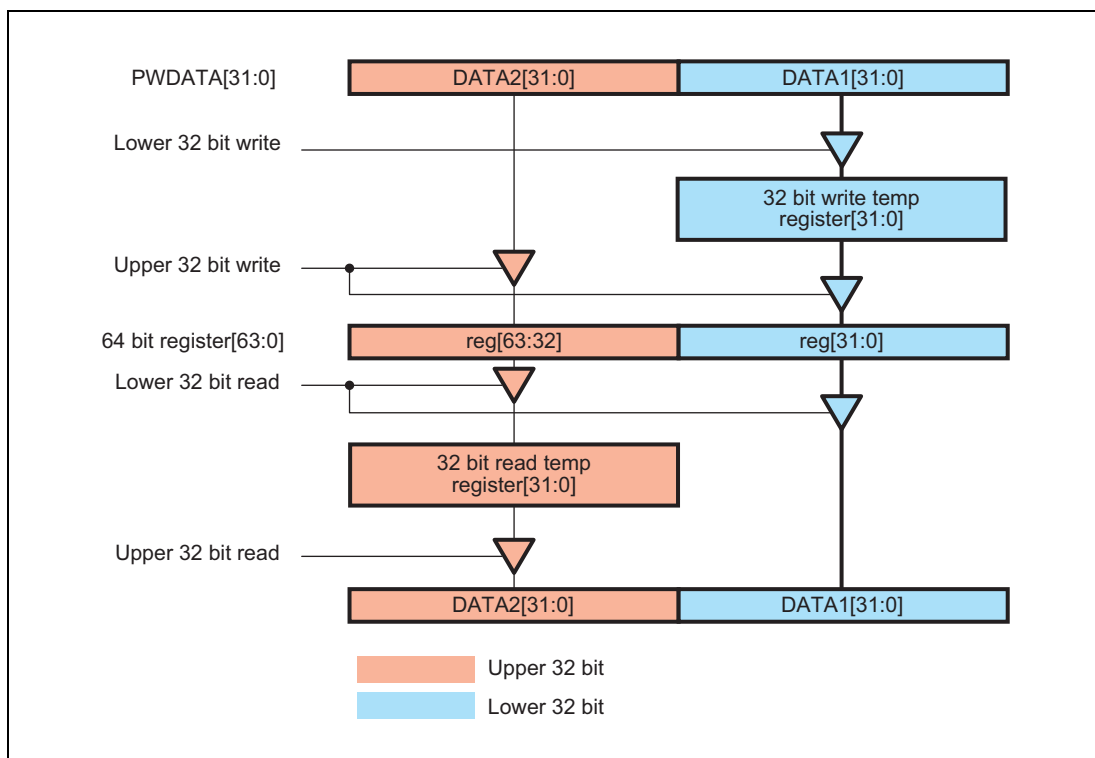 PWDATA[31:0]
DATA2[31:0]
DATA1[31:0]
Lower 32 bit write
32 bit write temp
register[31:0]
Upper 32 bit write
64 bit register[63:0]
reg[63:32]
reg[31:0]
Lower 32 bit read
32 bit read temp
register[31:0]
Upper 32 bit read
DATA2[31:0]
DATA1[31:0]
Upper 32 bit
Lower 32 bit